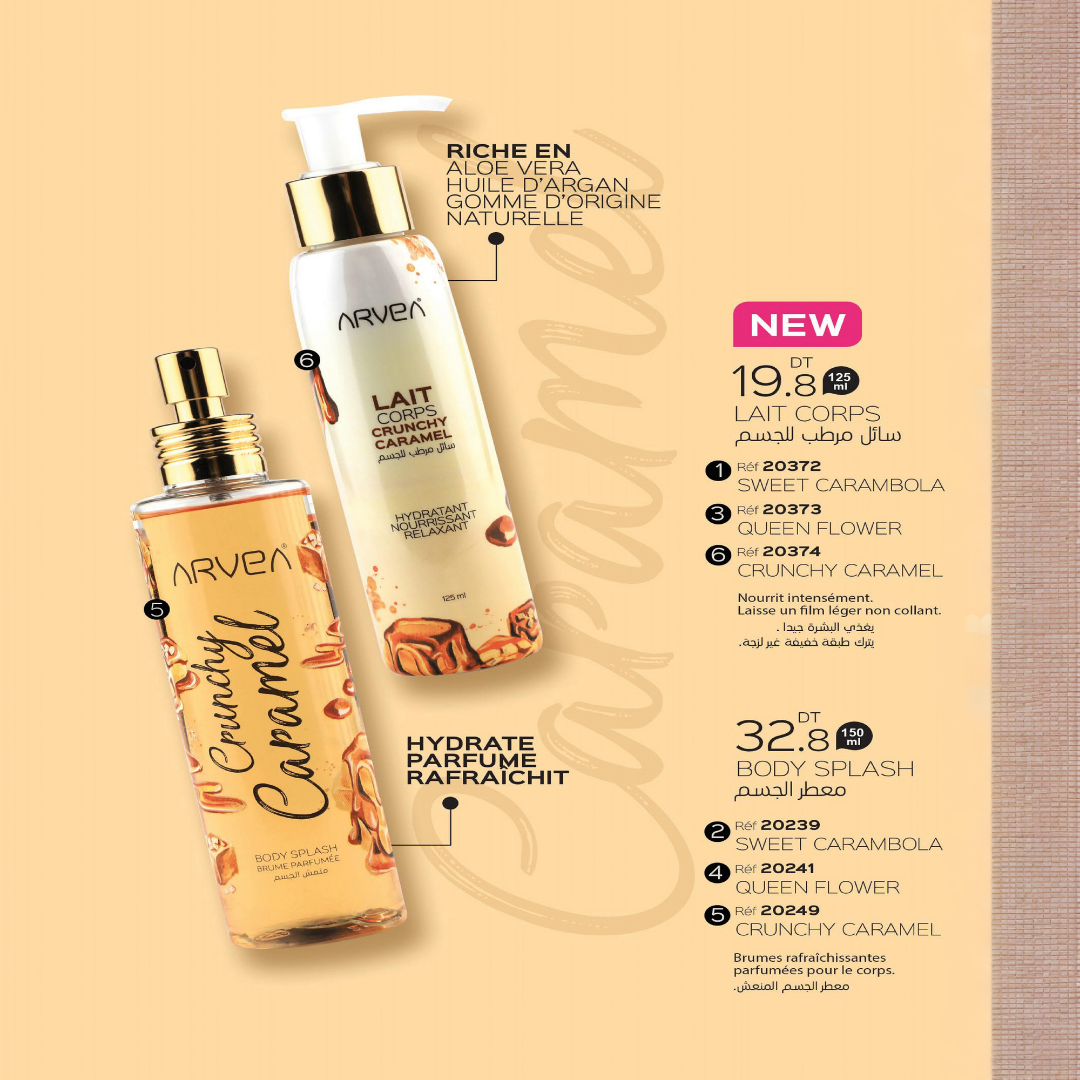 RICHE EN
ALOE VERA
HUILE D'ARGAN
GOMME D'ORIGINE
NATURELLE
ARVEA
6
LAIT
CORPS
CRUNCHY
CARAMEL
سائل مرطب للجسم
HYDRATANT
NOURRISSANT
RELAXANT
125 ml
5
ARVEA
Crunchy
Caramel
BODY SPLASH
BRUME PARFUMÉE
منعش الجسم
HYDRATE
PARFUME
RAFRAÎCHIT
Caramel
NEW
19.8 DT 125 ml
LAIT CORPS
سائل مرطب للجسم
1 Réf 20372
SWEET CARAMBOLA
3 Réf 20373
QUEEN FLOWER
6 Réf 20374
CRUNCHY CARAMEL
Nourrit intensément.
Laisse un film léger non collant.
يغذي البشرة جيدا .
يترك طبقة خفيفة غير لزجة.
32.8 DT 150 ml
BODY SPLASH
معطر الجسم
2 Réf 20239
SWEET CARAMBOLA
4 Réf 20241
QUEEN FLOWER
5 Réf 20249
CRUNCHY CARAMEL
Brumes rafraîchissantes
parfumées pour le corps.
معطر الجسم المنعش.